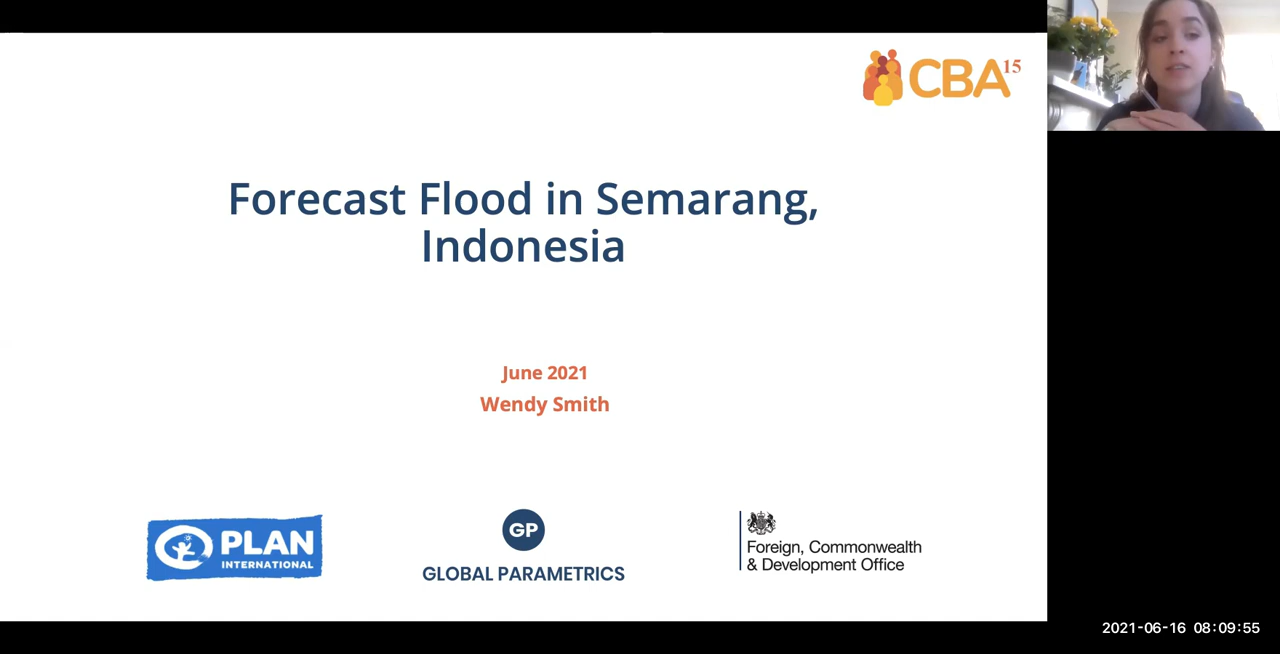 CBA15
Forecast Flood in Semarang,
Indonesia
June 2021
Wendy Smith
PLAN
INTERNATIONAL
GP
GLOBAL PARAMETRICS
Foreign, Commonwealth
& Development Office
2021-06-16 08:09:55